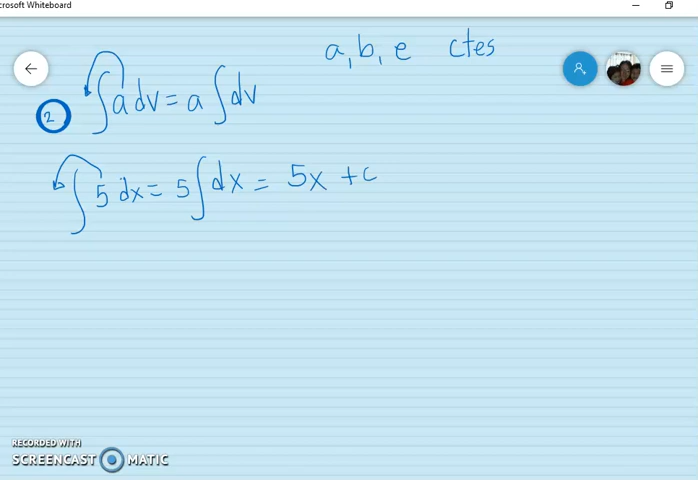 crosoft Whiteboard
a, b, e ctes
2 ∫ a dv = a ∫ dv
∫ 5 dx = 5 ∫ dx = 5x + c
RECORDED WITH
SCREENCAST MATIC